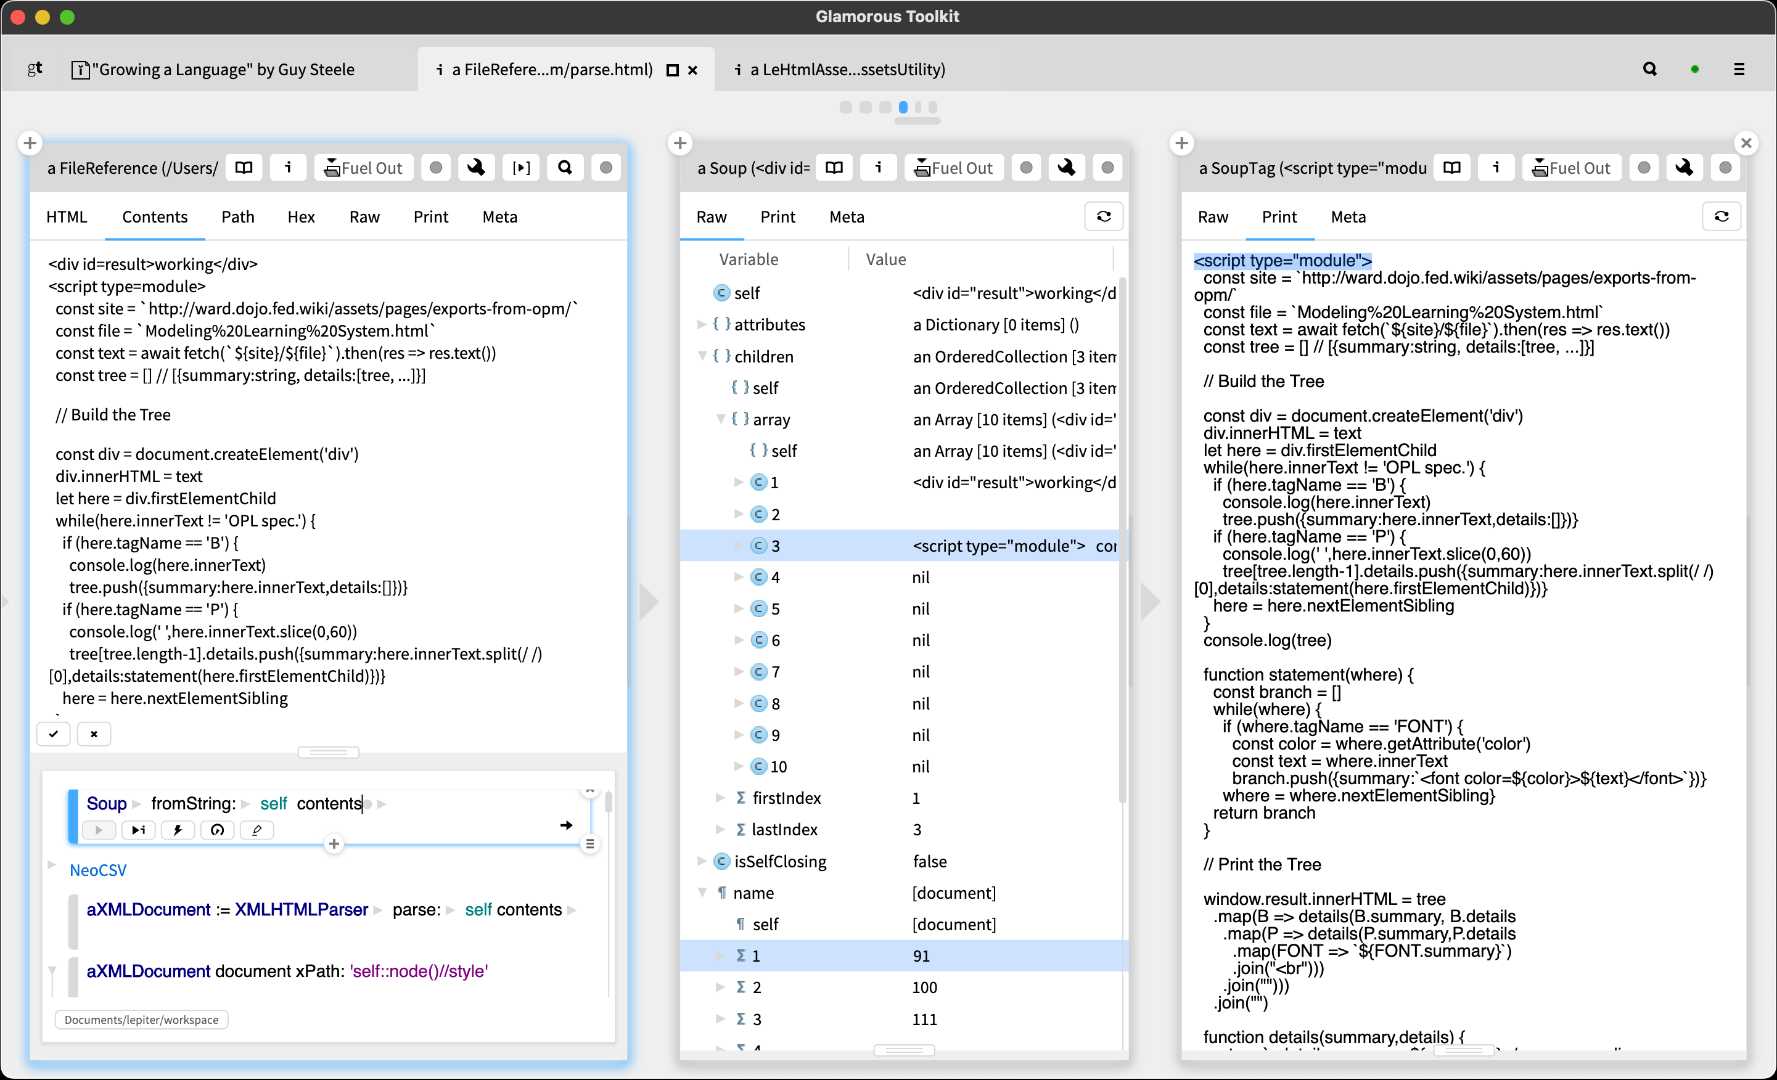 Glamorous Toolkit
gt
"Growing a Language" by Guy Steele
a FileRefere...m/parse.html)
a LeHtmlAsse...ssetsUtility)
a FileReference (/Users/
Fuel Out
HTML Contents Path Hex Raw Print Meta
<div id=result>working</div>
<script type=module>
const site = `http://ward.dojo.fed.wiki/assets/pages/exports-from-opm/`
const file = `Modeling%20Learning%20System.html`
const text = await fetch(`${site}/${file}`).then(res => res.text())
const tree = [] // [{summary:string, details:[tree, ...]}]
// Build the Tree
const div = document.createElement('div')
div.innerHTML = text
let here = div.firstElementChild
while(here.innerText != 'OPL spec.') {
if (here.tagName == 'B') {
console.log(here.innerText)
tree.push({summary:here.innerText,details:[]})}
if (here.tagName == 'P') {
console.log(' ',here.innerText.slice(0,60))
tree[tree.length-1].details.push({summary:here.innerText.split(/ /)
[0],details:statement(here.firstElementChild)})}
here = here.nextElementSibling
Soup fromString: self contents
NeoCSV
aXMLDocument := XMLHTMLParser parse: self contents
aXMLDocument document xPath: 'self::node()//style'
Documents/lepiter/workspace
a Soup (<div id=
Fuel Out
Raw Print Meta
Variable Value
self <div id="result">working</d
attributes a Dictionary [0 items] ()
children an OrderedCollection [3 item
self an OrderedCollection [3 item
array an Array [10 items] (<div id='
self an Array [10 items] (<div id='
1 <div id="result">working</d
2
3 <script type="module"> cor
4 nil
5 nil
6 nil
7 nil
8 nil
9 nil
10 nil
firstIndex 1
lastIndex 3
isSelfClosing false
name [document]
self [document]
1 91
2 100
3 111
a SoupTag (<script type="modu
Fuel Out
Raw Print Meta
<script type="module">
const site = `http://ward.dojo.fed.wiki/assets/pages/exports-from-
opm/`
const file = `Modeling%20Learning%20System.html`
const text = await fetch(`${site}/${file}`).then(res => res.text())
const tree = [] // [{summary:string, details:[tree, ...]}]
// Build the Tree
const div = document.createElement('div')
div.innerHTML = text
let here = div.firstElementChild
while(here.innerText != 'OPL spec.') {
if (here.tagName == 'B') {
console.log(here.innerText)
tree.push({summary:here.innerText,details:[]})}
if (here.tagName == 'P') {
console.log(' ',here.innerText.slice(0,60))
tree[tree.length-1].details.push({summary:here.innerText.split(/ /)
[0],details:statement(here.firstElementChild)})}
here = here.nextElementSibling
}
console.log(tree)
function statement(where) {
const branch = []
while(where) {
if (where.tagName == 'FONT') {
const color = where.getAttribute('color')
const text = where.innerText
branch.push({summary:`<font color=${color}>${text}</font>`})}
where = where.nextElementSibling}
return branch
}
// Print the Tree
window.result.innerHTML = tree
.map(B => details(B.summary, B.details
.map(P => details(P.summary,P.details
.map(FONT => `${FONT.summary}`)
.join("<br")))
.join("")))
.join("")
function details(summary,details) {